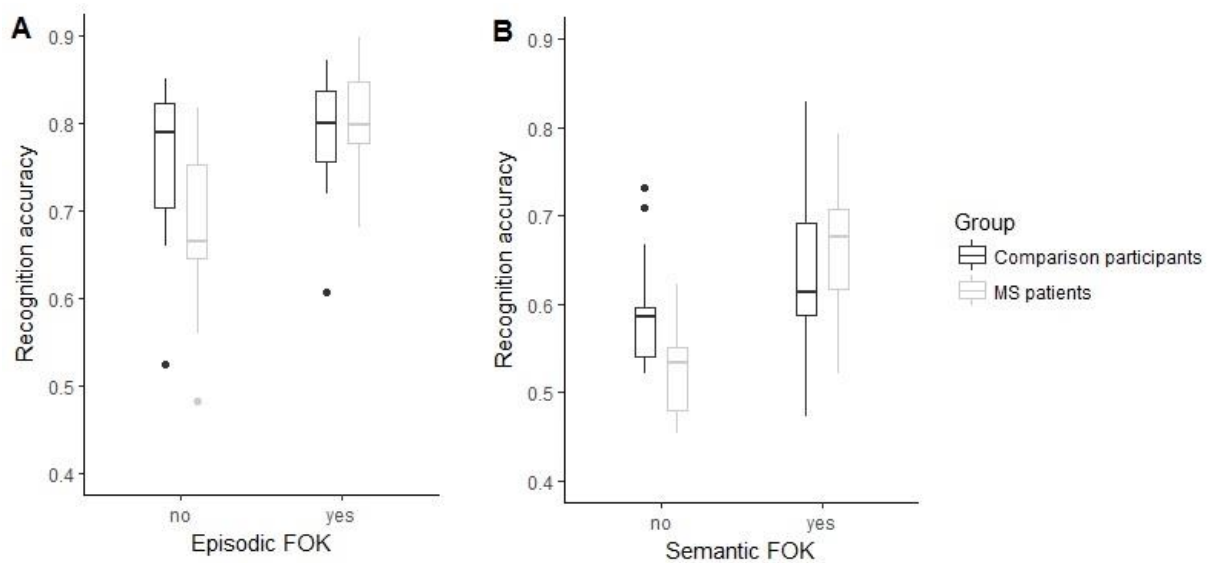 A
Recognition accuracy
0.9
0.8
0.7
0.6
0.5
0.4
no yes
Episodic FOK
B
Recognition accuracy
0.9
0.8
0.7
0.6
0.5
0.4
no yes
Semantic FOK
Group
Comparison participants
MS patients